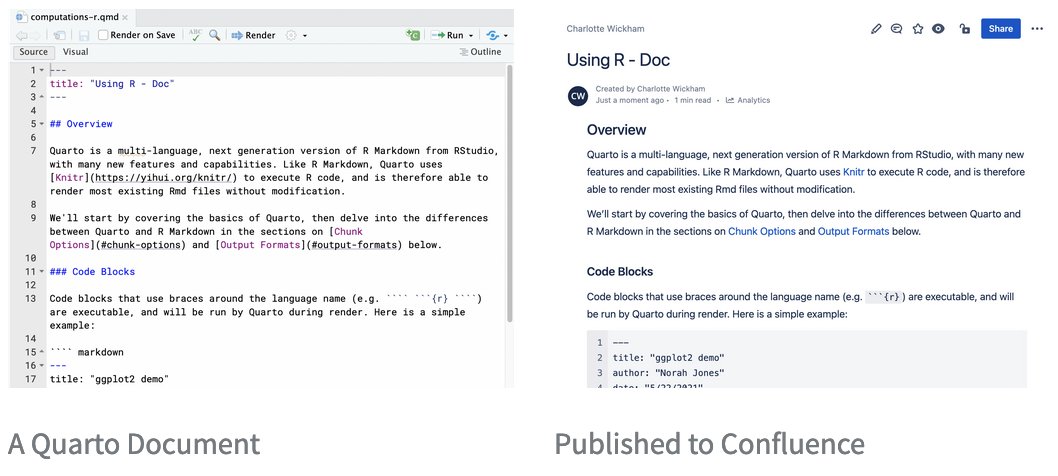 computations-r.qmd
Render on Save
ABC
Render
Run
Source Visual
Outline
1 ---
2 title: "Using R - Doc"
3 ---
4
5 ## Overview
6
7 Quarto is a multi-language, next generation version of R Markdown from RStudio,
with many new features and capabilities. Like R Markdown, Quarto uses
[Knitr](https://yihui.org/knitr/) to execute R code, and is therefore able to
render most existing Rmd files without modification.
8
9 We'll start by covering the basics of Quarto, then delve into the differences
between Quarto and R Markdown in the sections on [Chunk
Options](#chunk-options) and [Output Formats](#output-formats) below.
10
11 ### Code Blocks
12
13 Code blocks that use braces around the language name (e.g. ```` ```{r} ````)
are executable, and will be run by Quarto during render. Here is a simple
example:
14
15 ```` markdown
16 ---
17 title: "ggplot2 demo"
A Quarto Document
Charlotte Wickham
Share
Using R - Doc
CW
Created by Charlotte Wickham
Just a moment ago • 1 min read • Analytics
Overview
Quarto is a multi-language, next generation version of R Markdown from RStudio, with many new
features and capabilities. Like R Markdown, Quarto uses Knitr to execute R code, and is therefore
able to render most existing Rmd files without modification.
We'll start by covering the basics of Quarto, then delve into the differences between Quarto and
R Markdown in the sections on Chunk Options and Output Formats below.
Code Blocks
Code blocks that use braces around the language name (e.g. ```{r} ) are executable, and will
be run by Quarto during render. Here is a simple example:
1 ---
2 title: "ggplot2 demo"
3 author: "Norah Jones"
4 date: "5/22/2021"
Published to Confluence